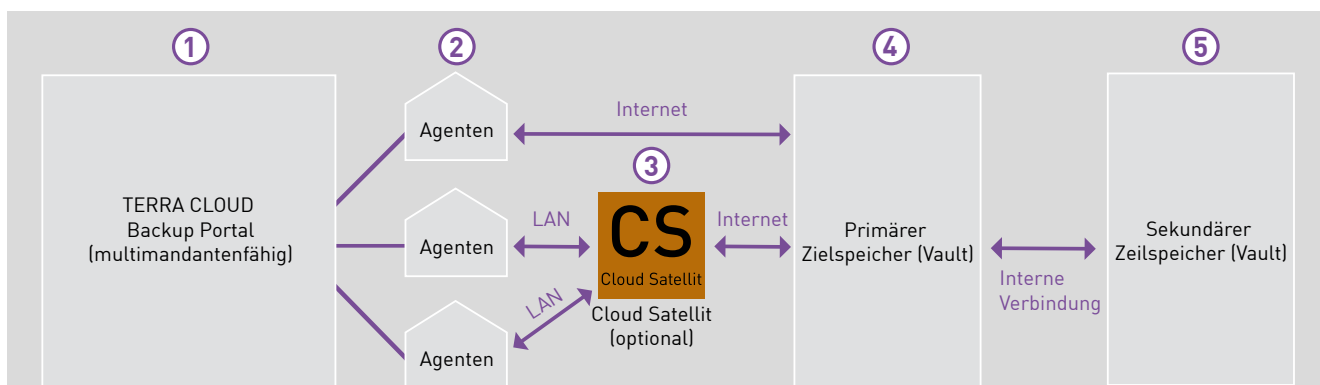 1
2
3
4
5
TERRA CLOUD
Backup Portal
(multimandantenfähig)
Agenten
Agenten
Agenten
Internet
LAN
LAN
CS
Cloud Satellit
Cloud Satellit
(optional)
Internet
Primärer
Zielspeicher (Vault)
Interne
Verbindung
Sekundärer
Zeilspeicher (Vault)